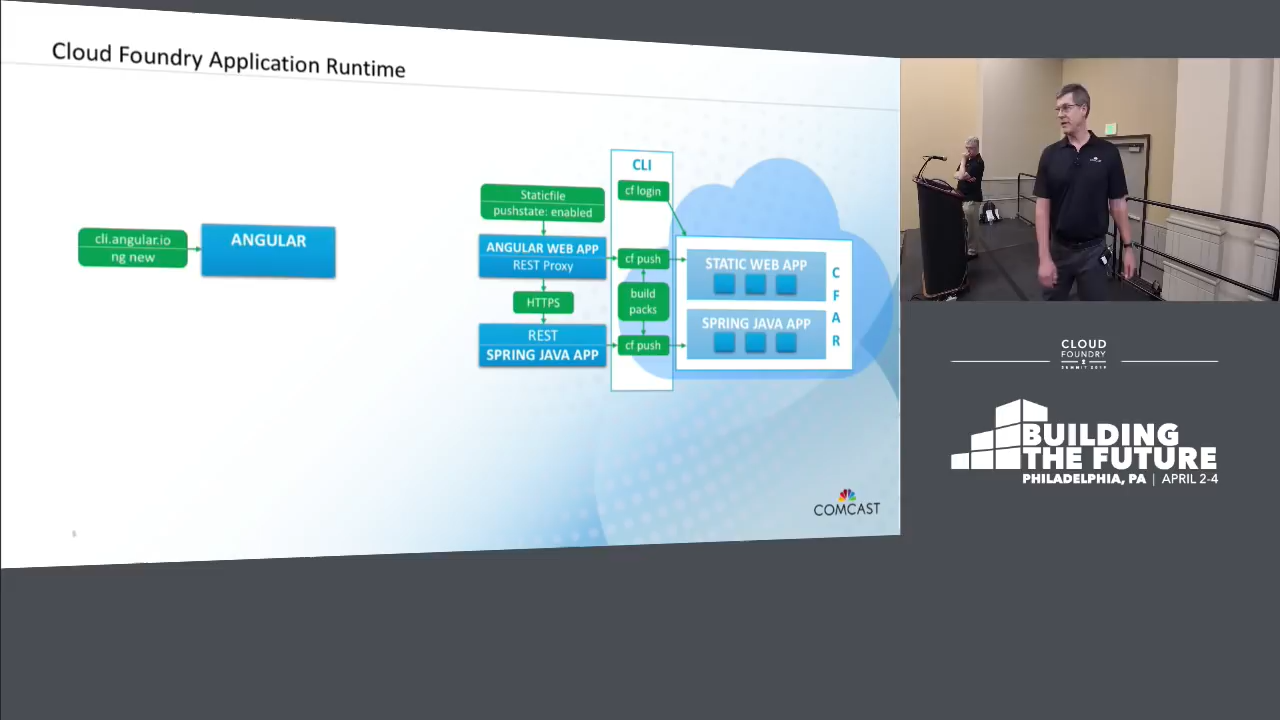 Cloud Foundry Application Runtime
cli.angular.io
ng new
ANGULAR
Staticfile
pushstate: enabled
ANGULAR WEB APP
REST Proxy
HTTPS
REST
SPRING JAVA APP
CLI
cf login
cf push
build
packs
cf push
STATIC WEB APP
SPRING JAVA APP
C
F
A
R
COMCAST
CLOUD
FOUNDRY
SUMMIT 2019
BUILDING
THE FUTURE
PHILADELPHIA, PA | APRIL 2-4